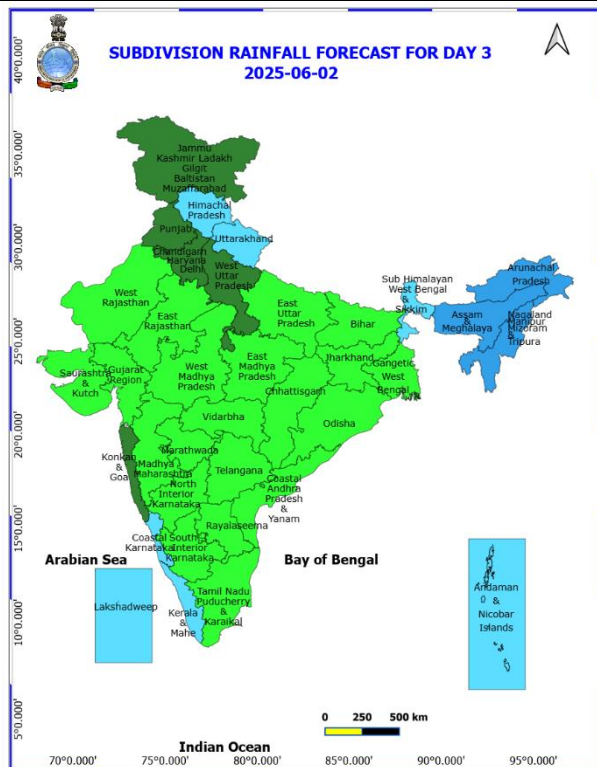 SUBDIVISION RAINFALL FORECAST FOR DAY 3
2025-06-02
40°0.000'
35°0.000'
30°0.000'
25°0.000'
20°0.000'
15°0.000'
10°0.000'
5°0.000'
Jammu
Kashmir Ladakh
Gilgit
Baltistan
Muzaffarabad
Himachal
Pradesh
Punjab
Uttarakhand
Chandigarh
Haryana
Delhi
West
Uttar
Pradesh
West
Rajasthan
East
Rajasthan
East
Uttar
Pradesh
Bihar
Sub Himalayan
West Bengal
&
Sikkim
Arunachal
Pradesh
Assam
&
Meghalaya
Nagaland
Manipur
Mizoram
&
Tripura
Saurashtra
&
Kutch
Gujarat
Region
West
Madhya
Pradesh
East
Madhya
Pradesh
Jharkhand
Gangetic
West
Bengal
Chhattisgarh
Vidarbha
Odisha
Konkan
&
Goa
Madhya
Maharashtra
Marathwada
Telangana
North
Interior
Karnataka
Coastal
Andhra
Pradesh
&
Yanam
Rayalaseema
Coastal
Karnataka
South
Interior
Karnataka
Arabian Sea
Bay of Bengal
Lakshadweep
Kerala
&
Mahe
Tamil Nadu
Puducherry
&
Karaikal
Andaman
&
Nicobar
Islands
0 250 500 km
Indian Ocean
70°0.000' 75°0.000' 80°0.000' 85°0.000' 90°0.000' 95°0.000'